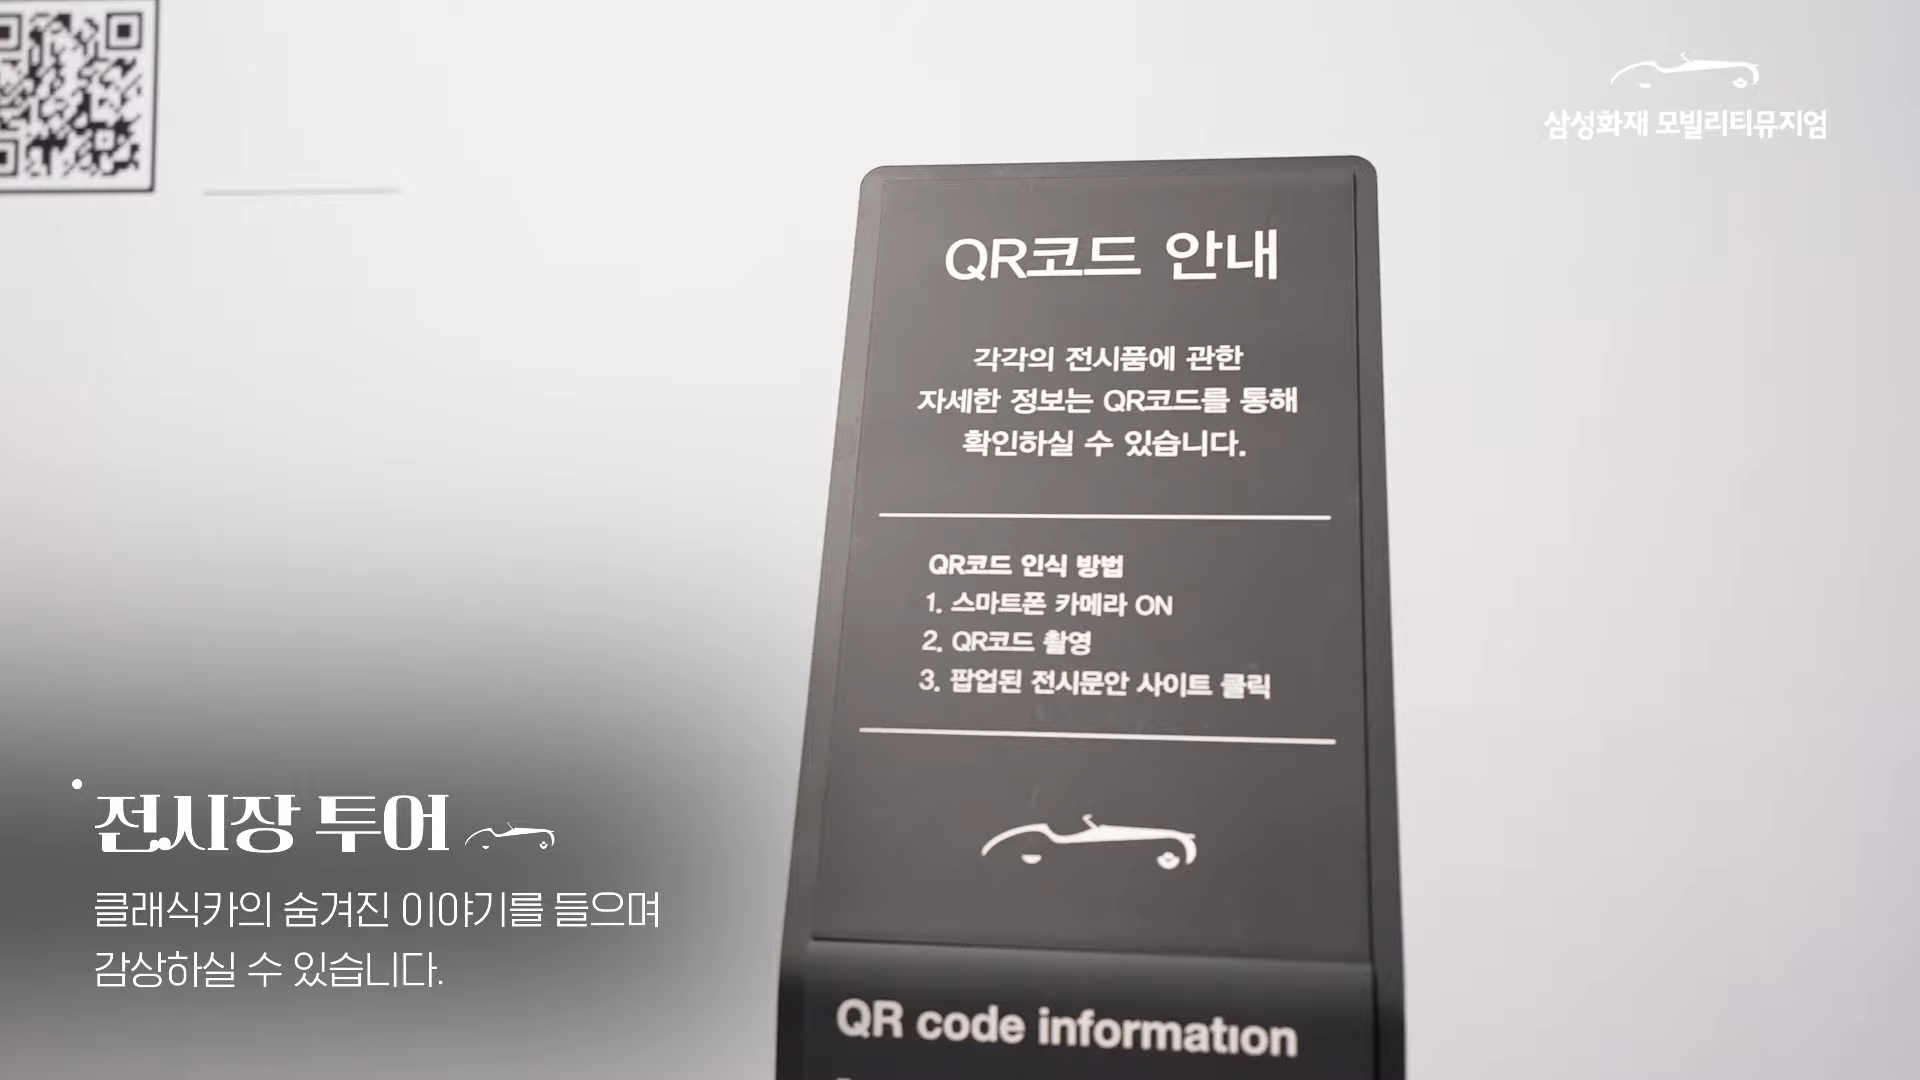 삼성화재 모빌리티뮤지엄
QR코드 안내
각각의 전시품에 관한
자세한 정보는 QR코드를 통해
확인하실 수 있습니다.
QR코드 인식 방법
1. 스마트폰 카메라 ON
2. QR코드 촬영
3. 팝업된 전시문안 사이트 클릭
QR code information
전시장 투어
클래식카의 숨겨진 이야기를 들으며
감상하실 수 있습니다.